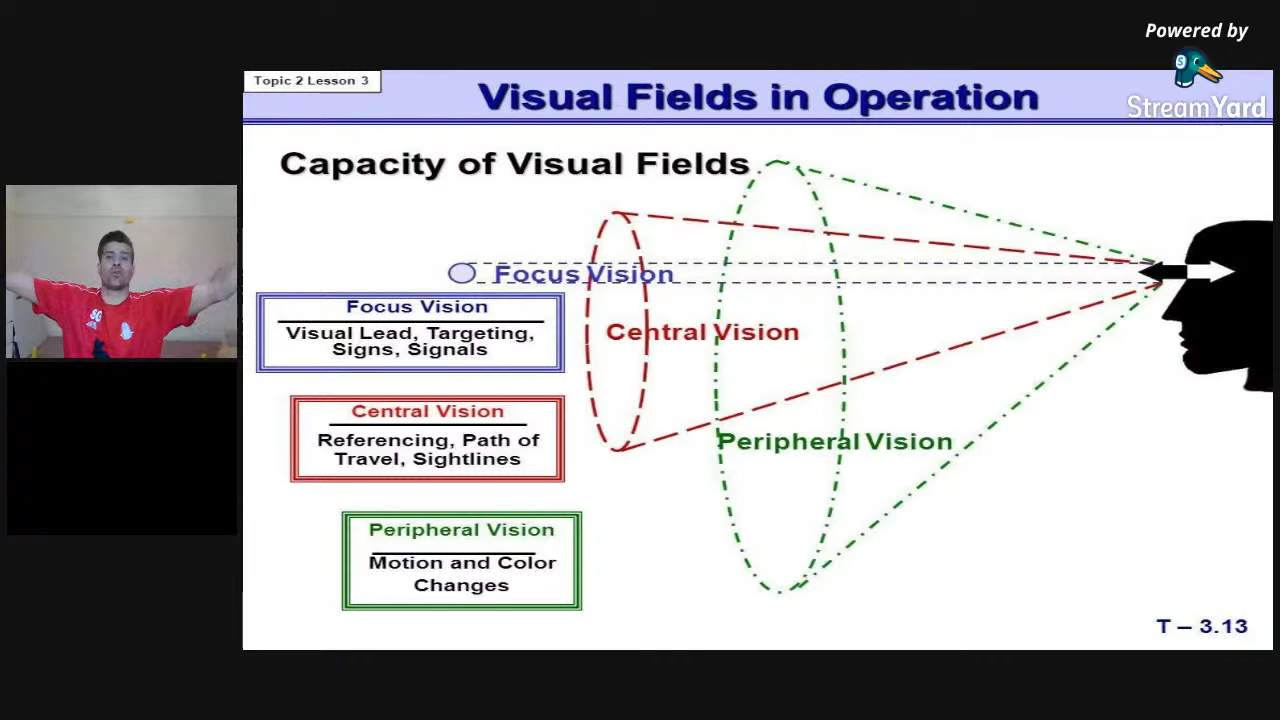 Powered by
StreamYard
Topic 2 Lesson 3
Visual Fields in Operation
Capacity of Visual Fields
Focus Vision
Focus Vision
Visual Lead, Targeting,
Signs, Signals
Central Vision
Central Vision
Referencing, Path of
Travel, Sightlines
Peripheral Vision
Peripheral Vision
Motion and Color
Changes
T – 3.13
SG